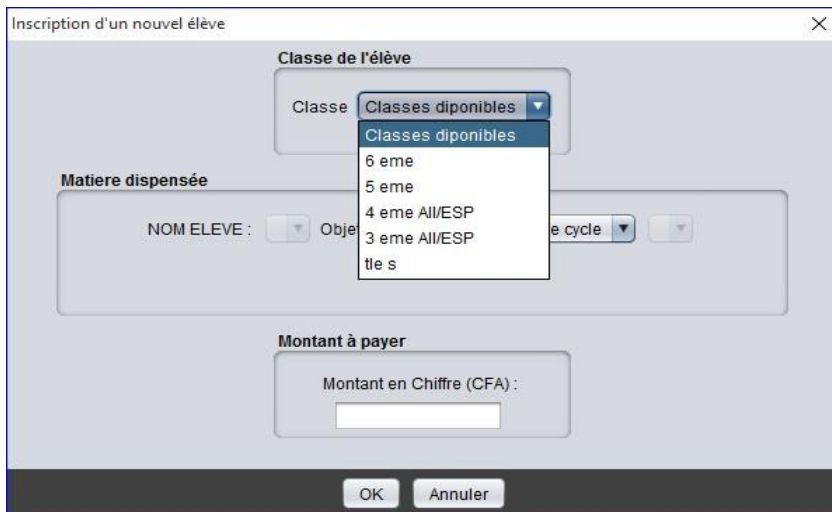 Inscription d'un nouvel élève
Classe de l'élève
Classe Classes diponibles
Classes diponibles
6 eme
5 eme
4 eme All/ESP
3 eme All/ESP
tle s
Matiere dispensée
NOM ELEVE : Obje e cycle
Montant à payer
Montant en Chiffre (CFA) :
OK Annuler